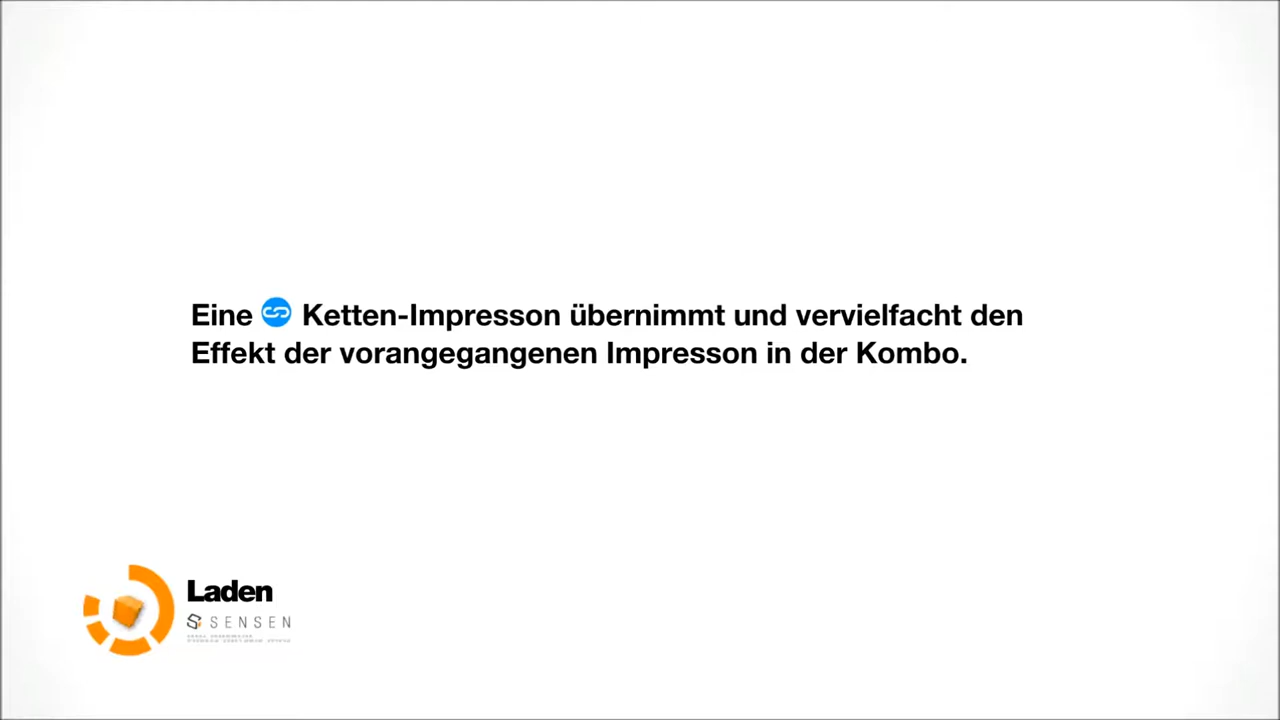 Eine Ketten-Impresson übernimmt und vervielfacht den
Effekt der vorangegangenen Impresson in der Kombo.
Laden
SENSEN